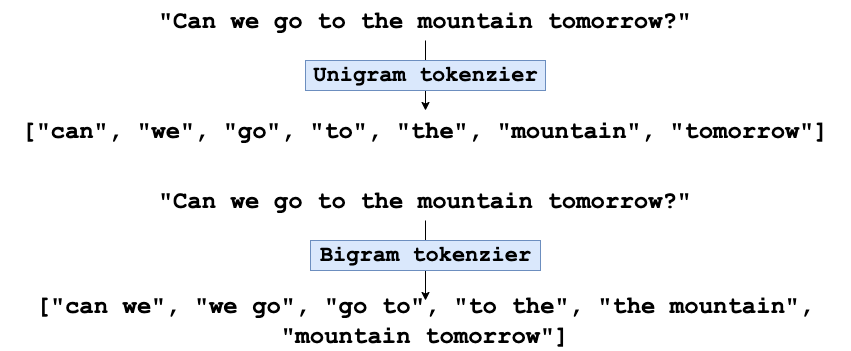 "Can we go to the mountain tomorrow?"
Unigram tokenzier
["can", "we", "go", "to", "the", "mountain", "tomorrow"]
"Can we go to the mountain tomorrow?"
Bigram tokenzier
["can we", "we go", "go to", "to the", "the mountain",
"mountain tomorrow"]